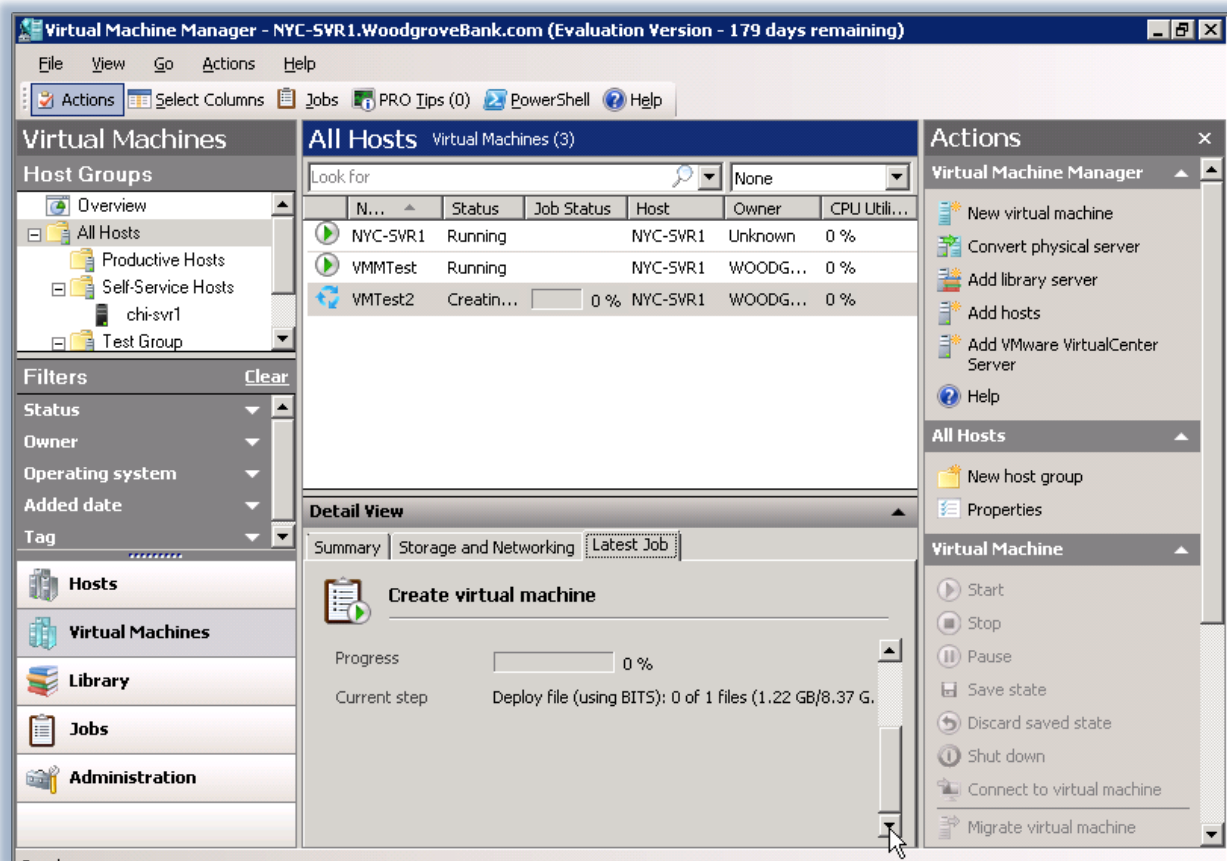 Virtual Machine Manager - NYC-SVR1.WoodgroveBank.com (Evaluation Version - 179 days remaining)
File View Go Actions Help
Actions Select Columns Jobs PRO Tips (0) PowerShell Help
Virtual Machines
Host Groups
Overview
All Hosts
Productive Hosts
Self-Service Hosts
chi-svr1
Test Group
Filters Clear
Status
Owner
Operating system
Added date
Tag
Hosts
Virtual Machines
Library
Jobs
Administration
All Hosts Virtual Machines (3)
Look for None
N... Status Job Status Host Owner CPU Utili...
NYC-SVR1 Running NYC-SVR1 Unknown 0 %
VMMTest Running NYC-SVR1 WOODG... 0 %
VMTest2 Creatin... 0 % NYC-SVR1 WOODG... 0 %
Detail View
Summary Storage and Networking Latest Job
Create virtual machine
Progress 0 %
Current step Deploy file (using BITS): 0 of 1 files (1.22 GB/8.37 G.
Actions
Virtual Machine Manager
New virtual machine
Convert physical server
Add library server
Add hosts
Add VMware VirtualCenter
Server
Help
All Hosts
New host group
Properties
Virtual Machine
Start
Stop
Pause
Save state
Discard saved state
Shut down
Connect to virtual machine
Migrate virtual machine